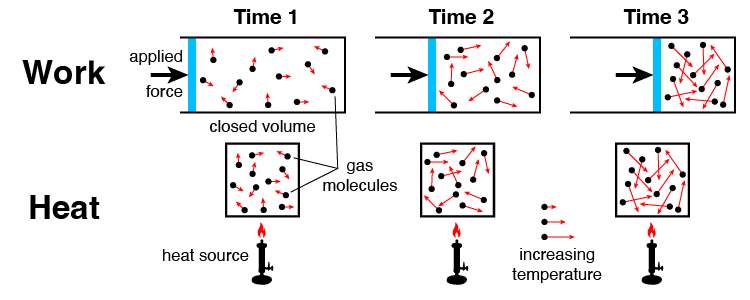 Time 1
Time 2
Time 3
Work
applied
force
closed volume
gas
molecules
Heat
heat source
increasing
temperature